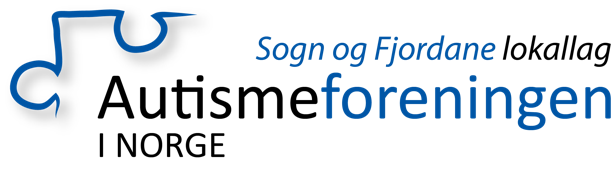 Sogn og Fjordane lokallag
Autismeforeningen
I NORGE